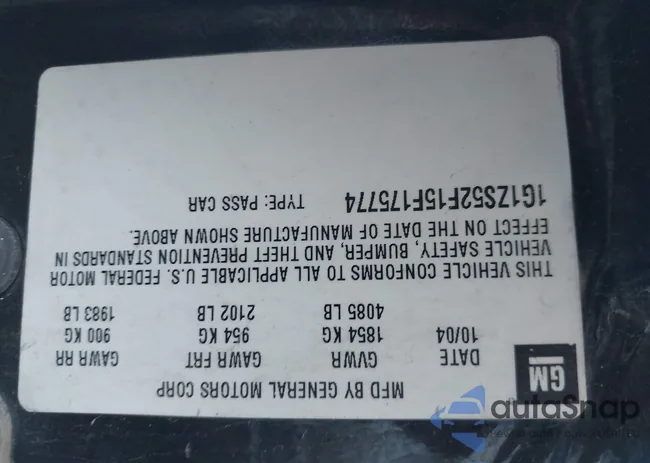 MFD BY GENERAL MOTORS CORP
GM
DATE GVWR GAWR FRT GAWR RR
10/04 1854 KG 954 KG 900 KG
4085 LB 2102 LB 1983 LB
THIS VEHICLE CONFORMS TO ALL APPLICABLE U.S. FEDERAL MOTOR
VEHICLE SAFETY, BUMPER, AND THEFT PREVENTION STANDARDS IN
EFFECT ON THE DATE OF MANUFACTURE SHOWN ABOVE.
1G1ZS52F15F175774 TYPE: PASS CAR
autoSnap